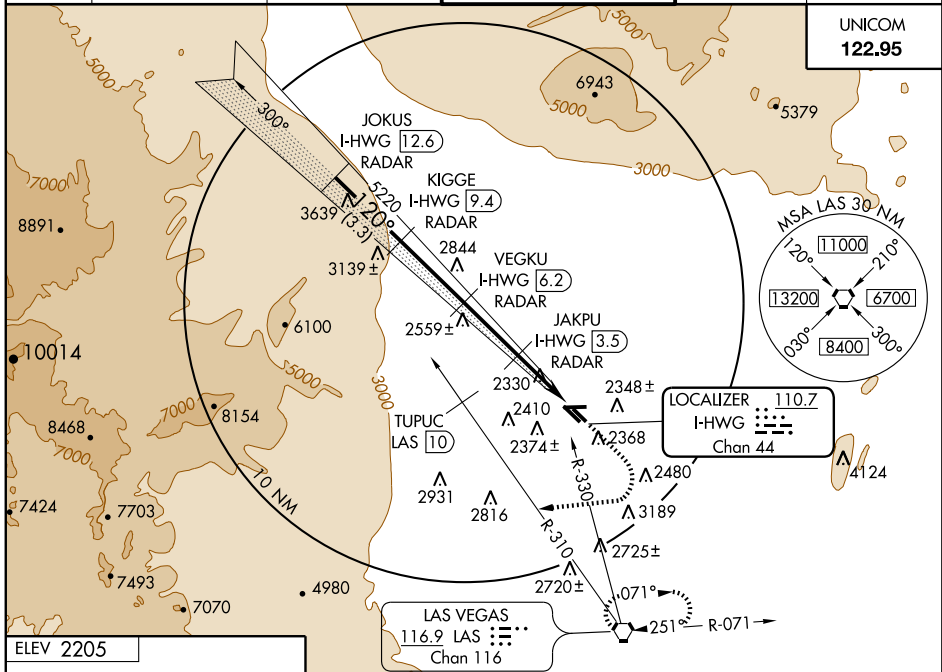 UNICOM
122.95
6943
5000
5000
5379
5000
3000
5000
300°
JOKUS
I-HWG 12.6
RADAR
KIGGE
I-HWG 9.4
RADAR
5220
120°
3639 (3.3)
3139 ±
2844
VEGKU
I-HWG 6.2
RADAR
2559 ±
JAKPU
I-HWG 3.5
RADAR
2330
2348 ±
MSA LAS 30 NM
120°
11000
210°
13200
6700
030°
8400
300°
7000
8891
6100
10014
5000
3000
7000
8154
8468
7000
TUPUC
LAS 10
2410
2374 ±
2368
LOCALIZER 110.7
I-HWG
Chan 44
4124
10 NM
2931
2816
R-330
2480
3189
R-310
2725 ±
2720 ±
7424
7703
7493
7070
4980
071°
251°
R-071
LAS VEGAS
116.9 LAS
Chan 116
ELEV 2205